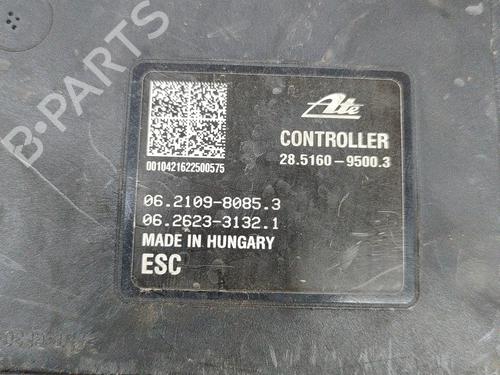 B-PARTS
Ate
CONTROLLER
28.5160-9500.3
0010421622500575
06.2109-8085.3
06.2623-3132.1
MADE IN HUNGARY
ESC